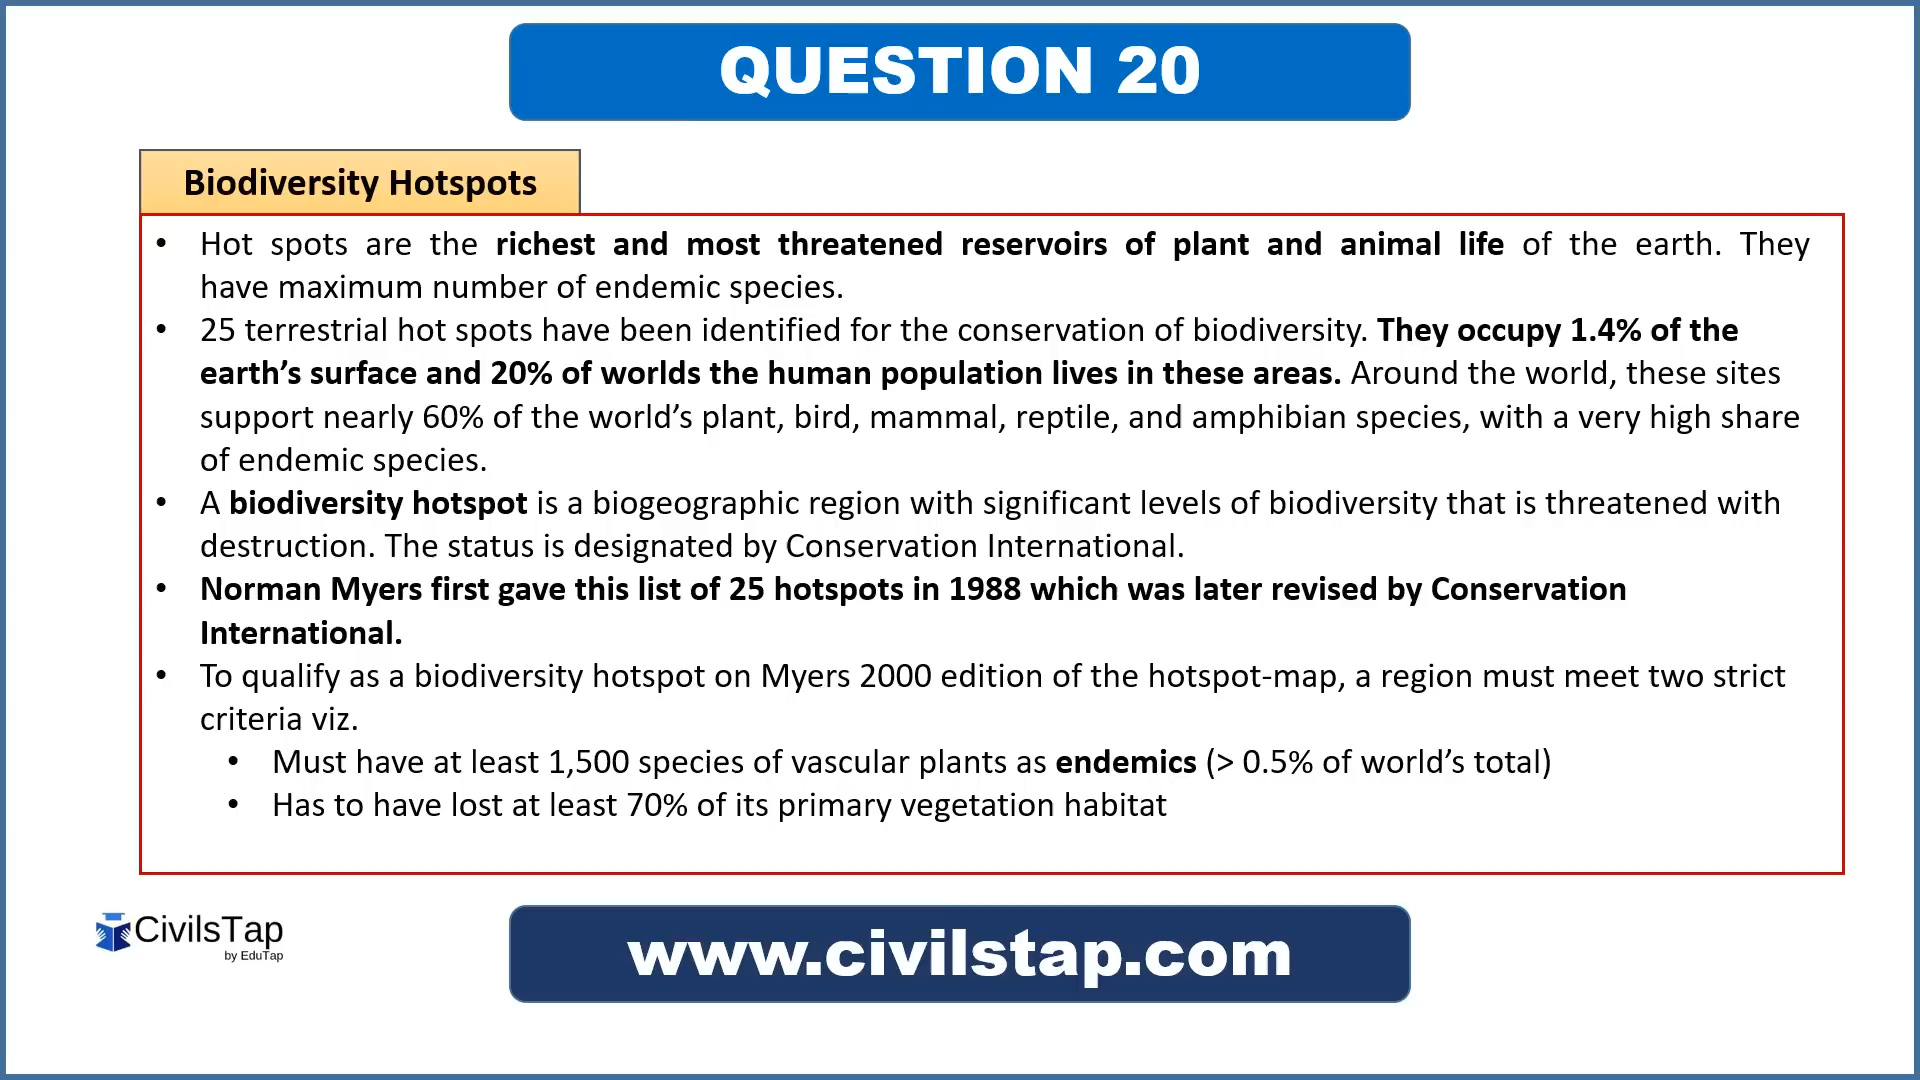 QUESTION 20
Biodiversity Hotspots
• Hot spots are the richest and most threatened reservoirs of plant and animal life of the earth. They
have maximum number of endemic species.
• 25 terrestrial hot spots have been identified for the conservation of biodiversity. They occupy 1.4% of the
earth’s surface and 20% of worlds the human population lives in these areas. Around the world, these sites
support nearly 60% of the world’s plant, bird, mammal, reptile, and amphibian species, with a very high share
of endemic species.
• A biodiversity hotspot is a biogeographic region with significant levels of biodiversity that is threatened with
destruction. The status is designated by Conservation International.
• Norman Myers first gave this list of 25 hotspots in 1988 which was later revised by Conservation
International.
• To qualify as a biodiversity hotspot on Myers 2000 edition of the hotspot-map, a region must meet two strict
criteria viz.
• Must have at least 1,500 species of vascular plants as endemics (> 0.5% of world’s total)
• Has to have lost at least 70% of its primary vegetation habitat
CivilsTap
by EduTap
www.civilstap.com